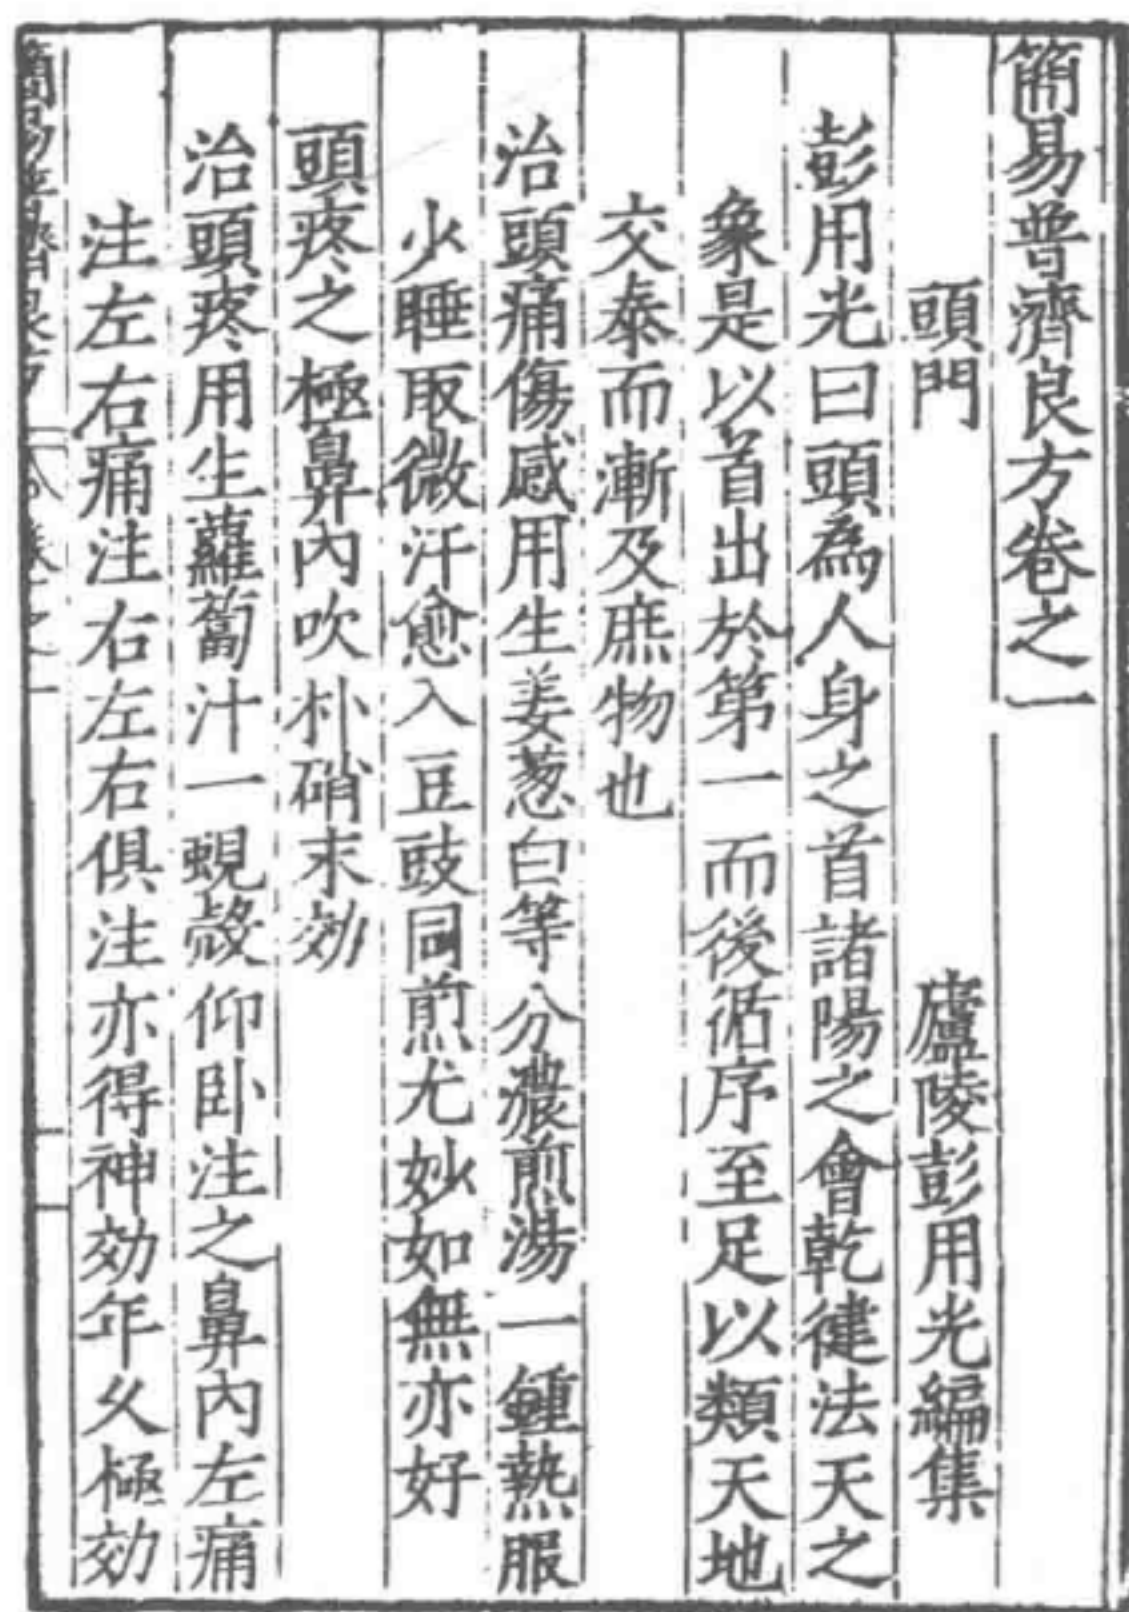 簡易普濟良方卷之一
頭門 廬陵彭用光編集
彭用光曰頭為人身之首諸陽之會乾健法天之
象是以首出於第一而後循序至足以類天地
交泰而漸及庶物也
治頭痛傷感用生姜葱白等分濃煎湯一鍾熱服
少睡取微汗愈入豆豉同煎尤妙如無亦好
頭疼之極鼻內吹朴硝末効
治頭疼用生蘿蔔汁一蜆殼仰卧注之鼻內左痛
注左右痛注右左右俱注亦得神効年久極効